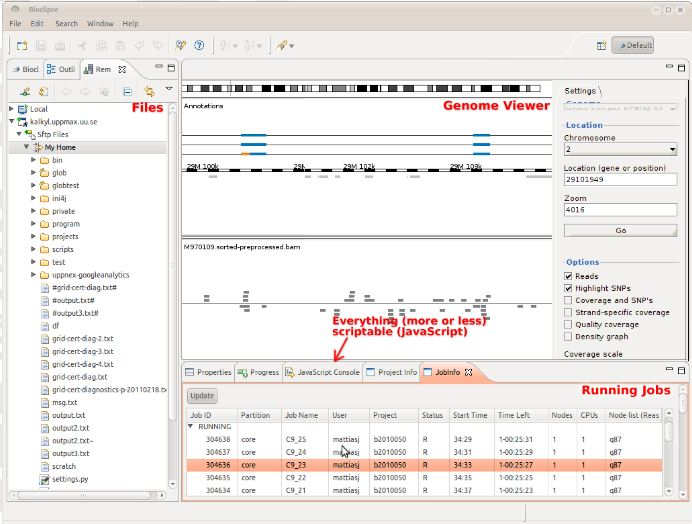 Bioclipse
File Edit Search Window Help
Default
Biocl Outli Rem
Files
Local
kalkyl.uppmax.uu.se
Sftp Files
My Home
bin
glob
globtest
ini4j
private
program
projects
scripts
test
uppnex-googleanalytics
#grid-cert-diag.txt#
#output.txt#
#output3.txt#
df
grid-cert-diag-2.txt
grid-cert-diag-3.txt
grid-cert-diag-4.txt
grid-cert-diag.txt
grid-cert-diagnostics-p-20110218.t
msg.txt
output.txt
output2.txt
output2.txt~
output3.txt
scratch
settings.py
Genome Viewer
Annotations
29M 100k 29M 29M 102k 29M 103k
M970109.sorted-preprocessed.bam
Everything (more or less)
scriptable (JavaScript)
Settings
Genome
Location
Chromosome
2
Location (gene or position)
29101949
Zoom
4016
Go
Options
Reads
Highlight SNPs
Coverage and SNP's
Strand-specific coverage
Quality coverage
Density graph
Coverage scale
Properties Progress JavaScript Console Project Info JobInfo
Running Jobs
Update
Job ID Partition Job Name User Project Status Start Time Time Left Nodes CPUs Node list (Reas
RUNNING
304638 core C9_25 mattiasj b2010050 R 34:29 1-00:25:31 1 1 q87
304637 core C9_24 mattiasj b2010050 R 34:31 1-00:25:29 1 1 q87
304636 core C9_23 mattiasj b2010050 R 34:33 1-00:25:27 1 1 q87
304635 core C9_22 mattiasj b2010050 R 34:35 1-00:25:25 1 1 q87
304634 core C9_21 mattiasj b2010050 R 34:37 1-00:25:23 1 1 q87